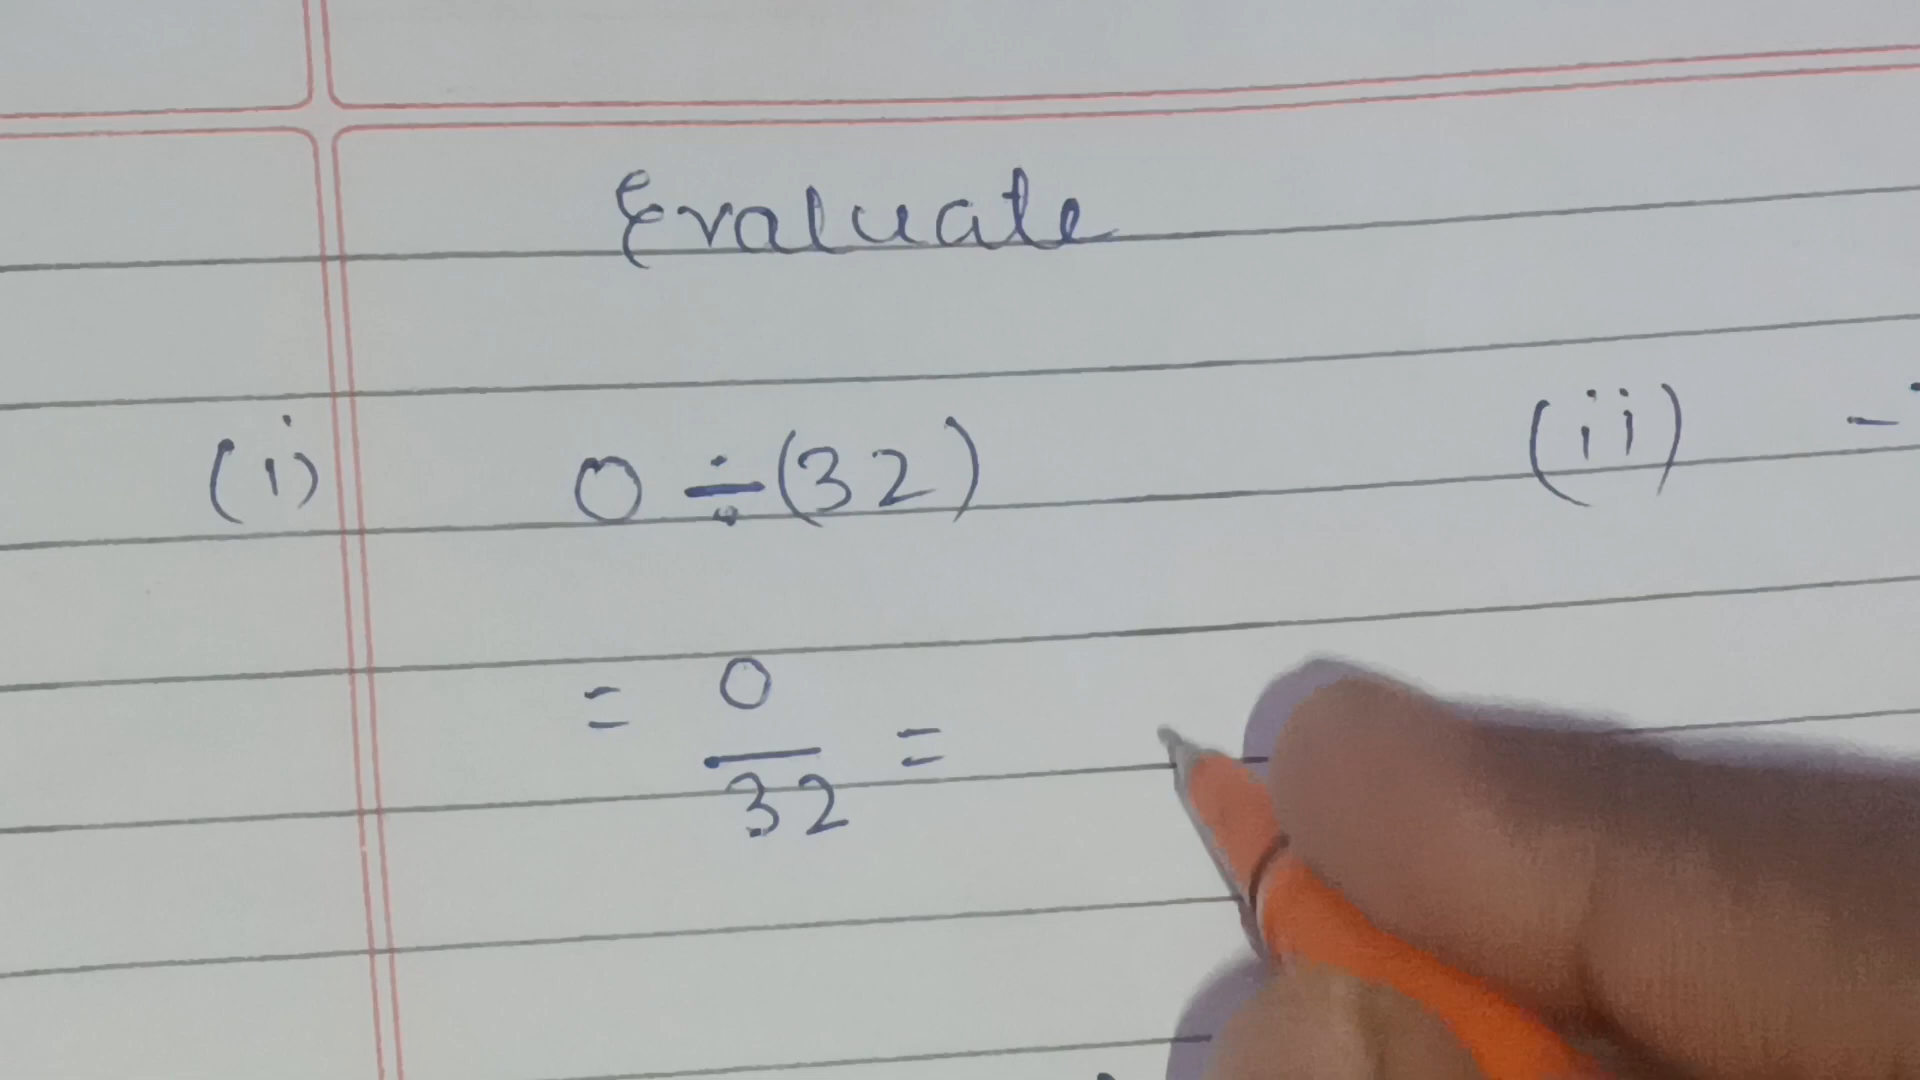 Evaluate
(i) 0 ÷ (32) (ii) -
= 0/32 =